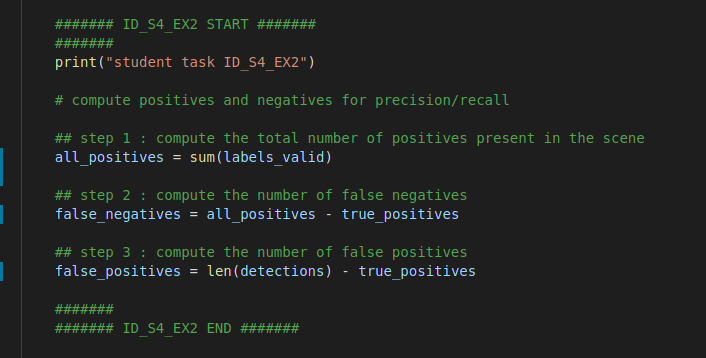 ####### ID_S4_EX2 START #######
#######
print("student task ID_S4_EX2")
# compute positives and negatives for precision/recall
## step 1 : compute the total number of positives present in the scene
all_positives = sum(labels_valid)
## step 2 : compute the number of false negatives
false_negatives = all_positives - true_positives
## step 3 : compute the number of false positives
false_positives = len(detections) - true_positives
#######
####### ID_S4_EX2 END #######